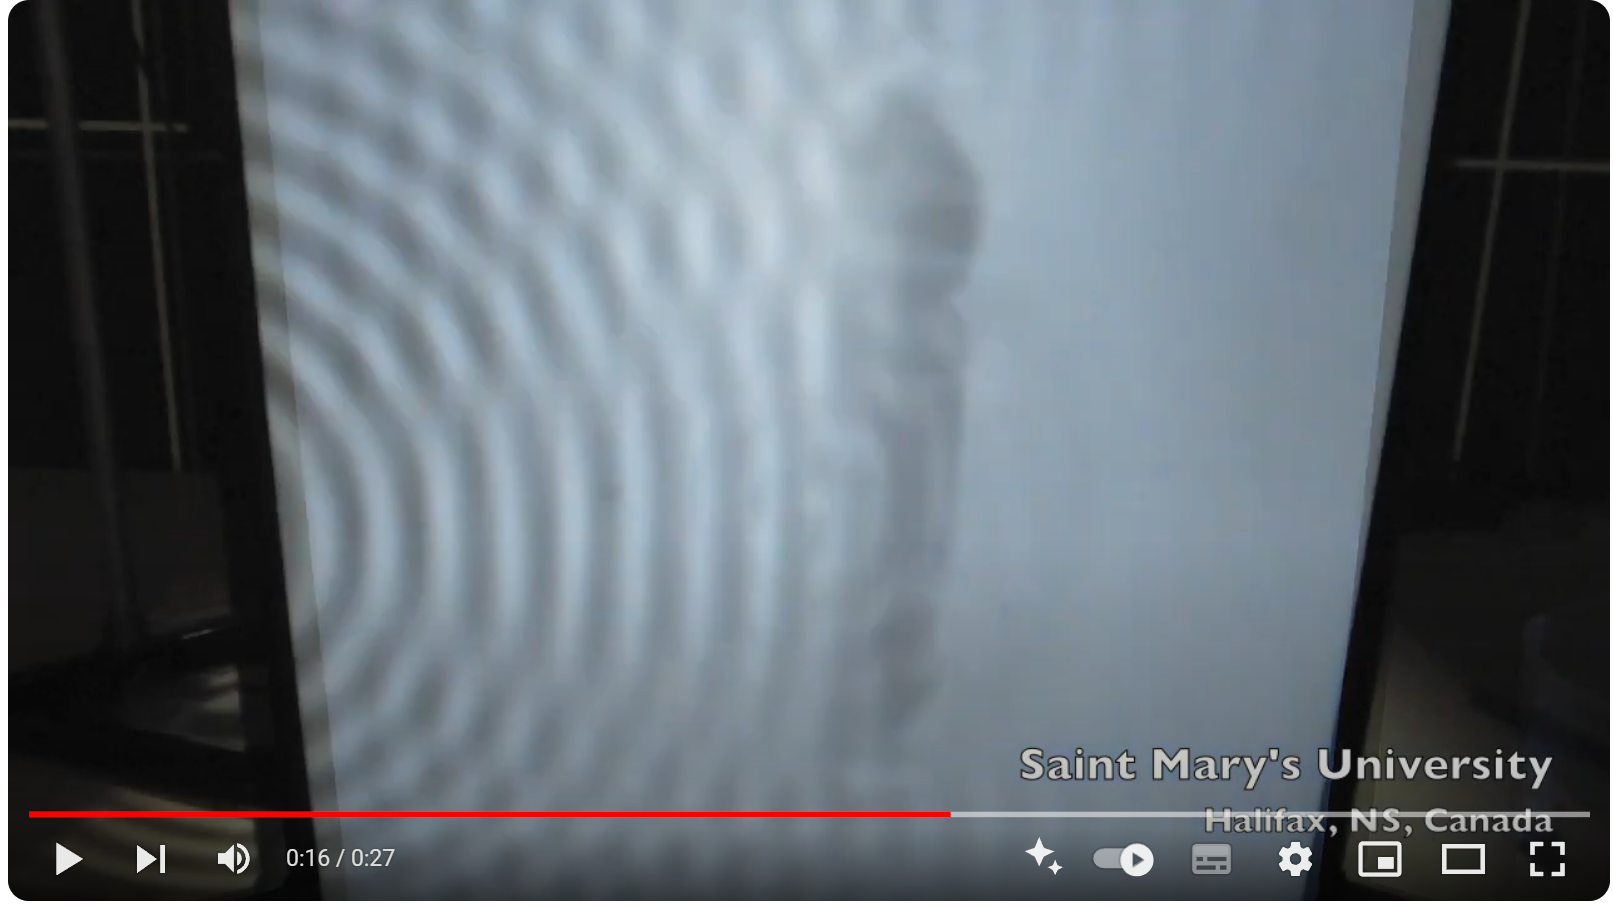 Saint Mary's University
Halifax, NS, Canada
0:16 / 0:27